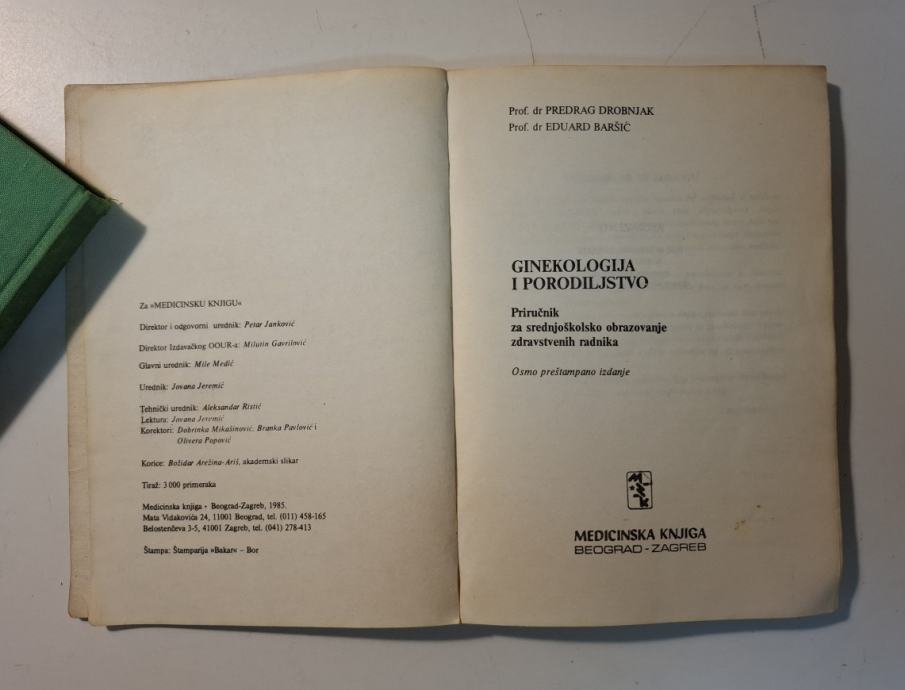 Za »MEDICINSKU KNJIGU«
Direktor i odgovorni urednik: Petar Janković
Direktor Izdavačkog OOUR-a: Milutin Gavrilović
Glavni urednik: Mile Medić
Urednik: Jovana Jeremić
Tehnički urednik: Aleksandar Ristić
Lektura: Jovana Jeremić
Korektori: Dobrinka Mikašinović, Branka Pavlović i
Olivera Popović
Korice: Božidar Arežina-Ariš, akademski slikar
Tiraž: 3 000 primeraka
Medicinska knjiga • Beograd-Zagreb, 1985.
Mata Vidakovića 24, 11001 Beograd, tel. (011) 458-165
Belostenčeva 3-5, 41001 Zagreb, tel. (041) 278-413
Štampa: Štamparija »Bakar« – Bor
Prof. dr PREDRAG DROBNJAK
Prof. dr EDUARD BARŠIĆ
GINEKOLOGIJA
I PORODILJSTVO
Priručnik
za srednjoškolsko obrazovanje
zdravstvenih radnika
Osmo preštampano izdanje
MEDICINSKA KNJIGA
BEOGRAD - ZAGREB